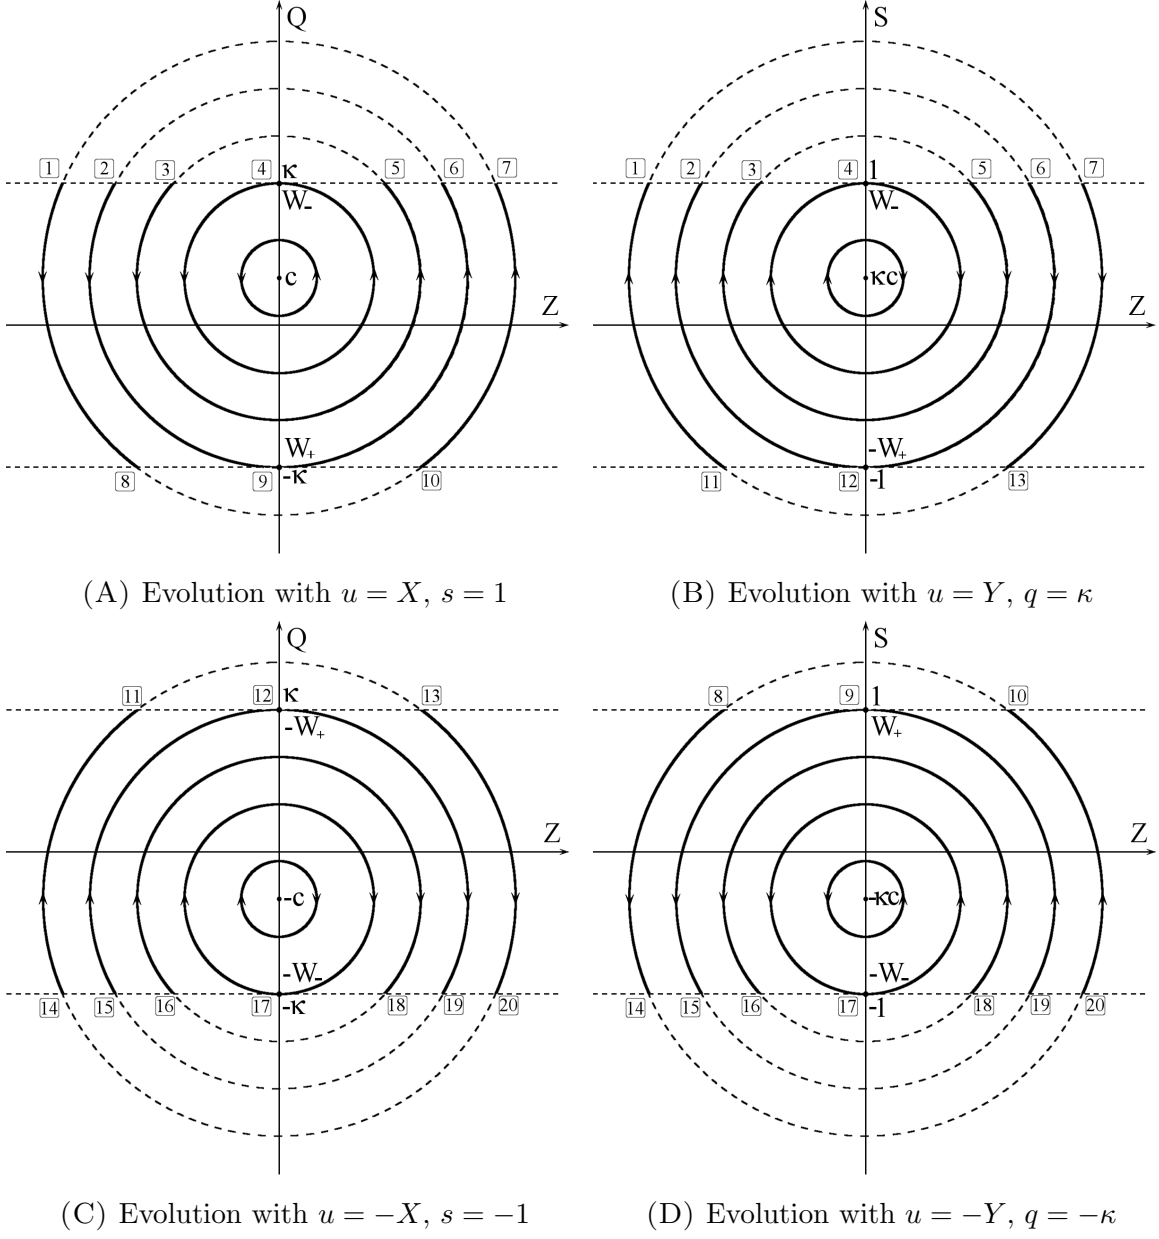 Q S
1 2 3 4 κ 5 6 7 1 2 3 4 1 5 6 7
W- W-
c κc
Z Z
W+ -W+
8 9 -κ 10 11 12 -1 13
(A) Evolution with u = X, s = 1 (B) Evolution with u = Y, q = κ
Q S
11 12 κ 13 8 9 1 10
-W+ W+
Z Z
-c -κc
-W- -W-
14 15 16 17 -κ 18 19 20 14 15 16 17 -1 18 19 20
(C) Evolution with u = −X, s = −1 (D) Evolution with u = −Y, q = −κ